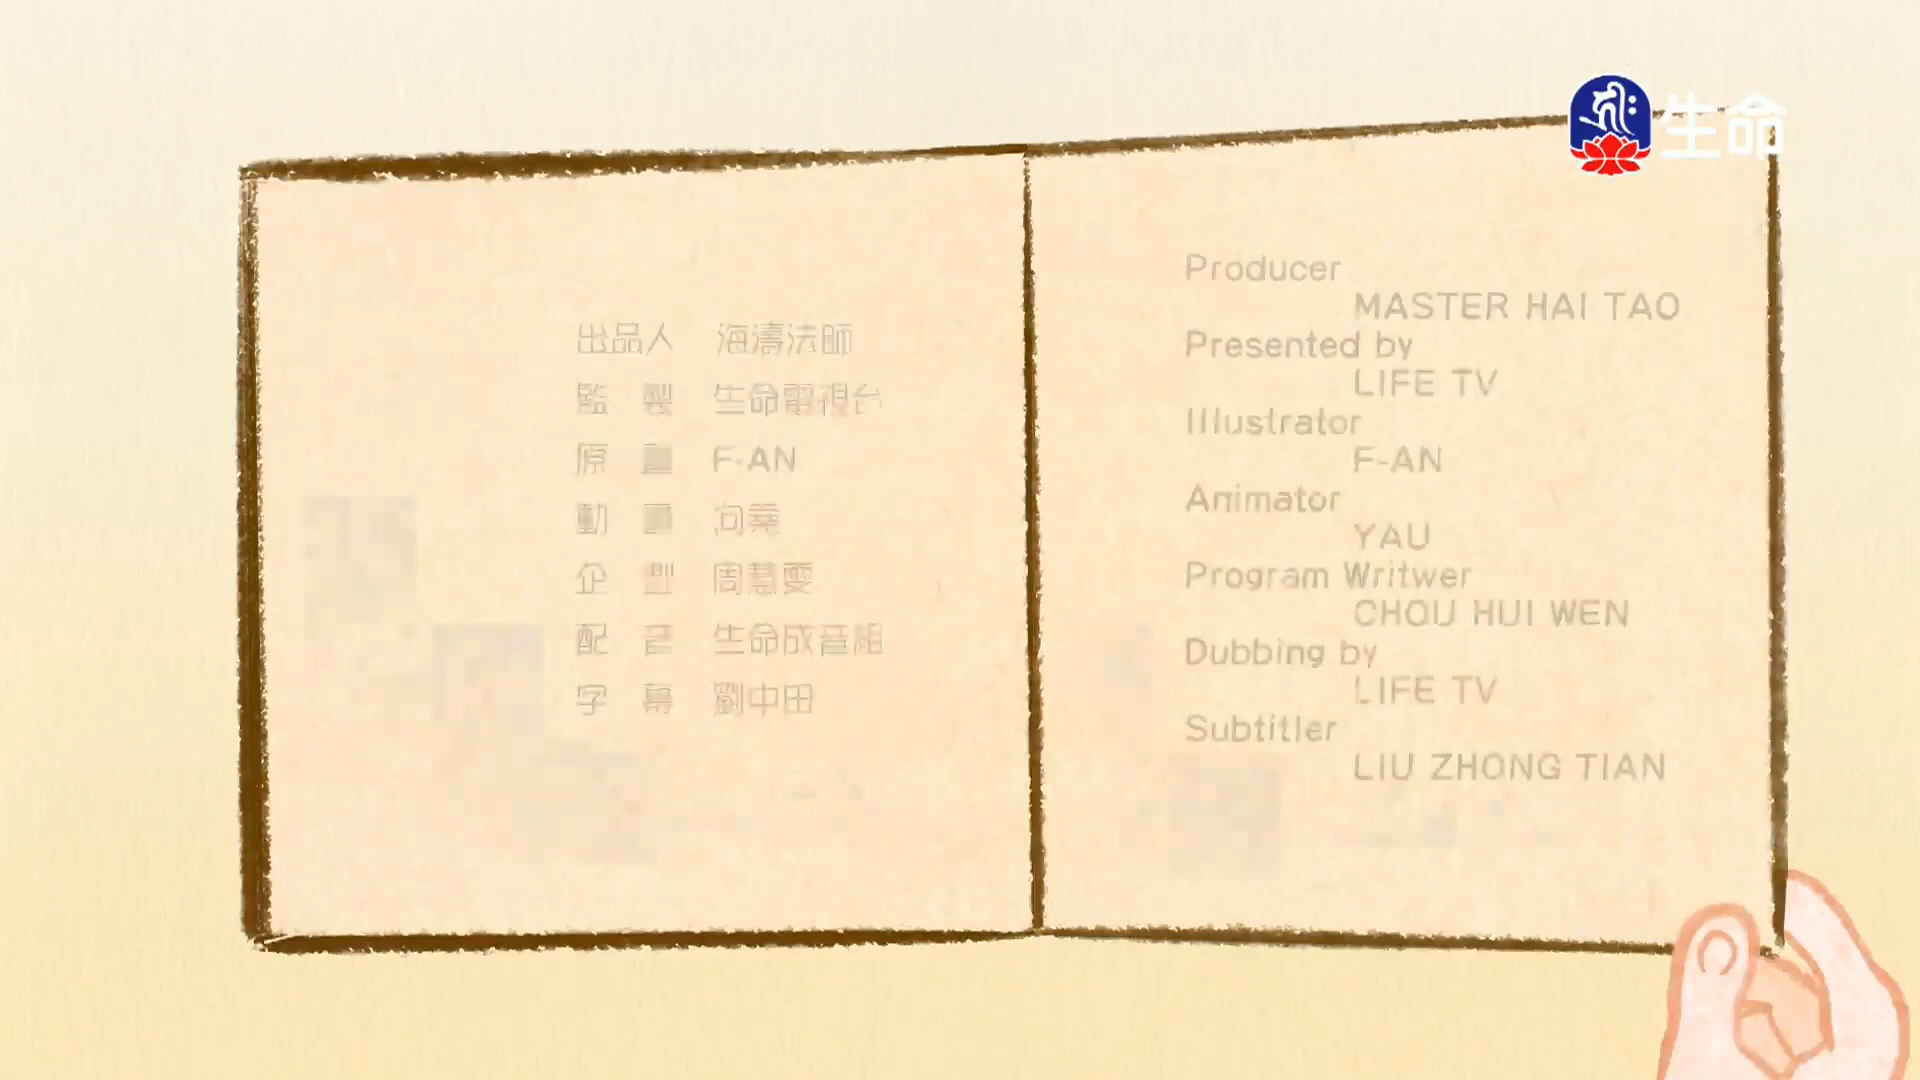 生命
出品人 海濤法師
監 製 生命電視台
原 畫 F-AN
動 畫 向葉
企 劃 周慧雯
配 音 生命成音組
字 幕 劉中田
Producer
MASTER HAI TAO
Presented by
LIFE TV
Illustrator
F-AN
Animator
YAU
Program Writwer
CHOU HUI WEN
Dubbing by
LIFE TV
Subtitler
LIU ZHONG TIAN